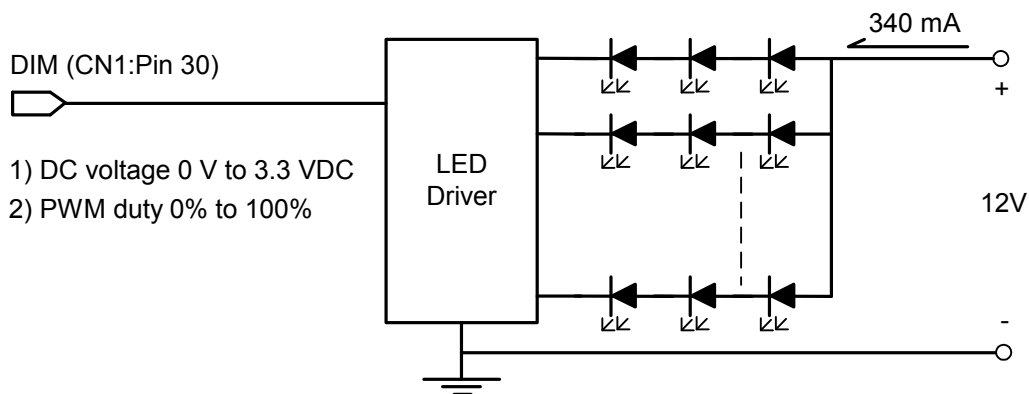 340 mA
DIM (CN1:Pin 30)
+
1) DC voltage 0 V to 3.3 VDC
2) PWM duty 0% to 100%
LED
Driver
12V
-